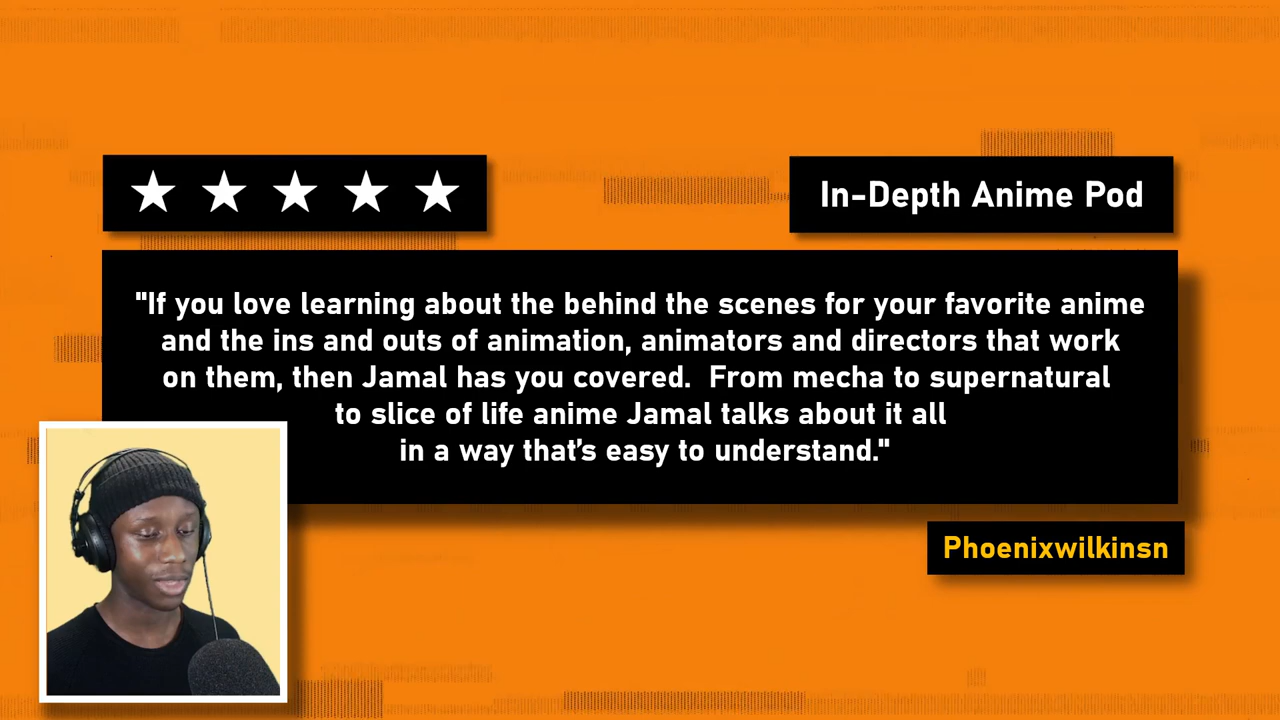 ★ ★ ★ ★ ★
In-Depth Anime Pod
"If you love learning about the behind the scenes for your favorite anime
and the ins and outs of animation, animators and directors that work
on them, then Jamal has you covered.  From mecha to supernatural
to slice of life anime Jamal talks about it all
in a way that’s easy to understand."
Phoenixwilkinsn